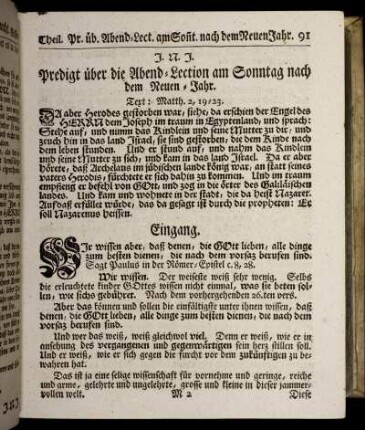 Theil. Pr. üb. Abend-Lect. am Soñt. nach dem Neuen Jahr. 91
J. N. J.
Predigt über die Abend-Lection am Sonntag nach
dem Neuen-Jahr.
Text: Matth. 2, 19-23.
DA aber Herodes gestorben war, siehe, da erschien der Engel des
HERRN dem Joseph im traum in Egyptenland, und sprach:
Stehe auf, und nimm das Kindlein und seine Mutter zu dir, und
zeuch hin in das land Israel, sie sind gestorben, die dem Kinde nach
dem leben stunden. Und er stund auf, und nahm das Kindlein
und seine Mutter zu sich, und kam in das land Israel. Da er aber
hörete, daß Archelaus im jüdischen lande könig war, an statt seines
vaters Herodes, fürchtete er sich dahin zu kommen. Und im traum
empfieng er befehl von GOtt, und zog in die örter des Galiläischen
landes. Und kam und wohnete in der stadt, die da heist Nazaret.
Auf daß erfüllet würde, das da gesagt ist durch die propheten: Er
soll Nazarenus heissen.
Eingang.
WIr wissen aber, daß denen, die GOtt lieben, alle dinge
zum besten dienen, die nach dem vorsaz berufen sind.
Sagt Paulus in der Römer-Epistel c. 8, 28.
Wir wissen. Der weiseste weiß sehr wenig. Selbs
die erleuchtete kinder GOttes wissen nicht einmal, was sie beten sol-
len, wie sichs gebühret. Nach dem vorhergehenden 26.ten vers.
Aber das können und sollen die einfältigste unter ihnen wissen, daß
denen, die GOtt lieben, alle dinge zum besten dienen, die nach dem
vorsaz berufen sind.
Und wer das weiß, weiß gleichwol viel. Denn er weiß, wie er in
ansehung des vergangenen und gegenwärtigen sein herz stillen soll.
Und er weiß, wie er sich gegen die furcht vor dem zukünftigen zu be-
wahren hat.
Das ist ja eine selige wissenschaft für vornehme und geringe, reiche
und arme, gelehrte und ungelehrte, grosse und kleine in dieser jammer-
vollen welt.
M 2 Diese